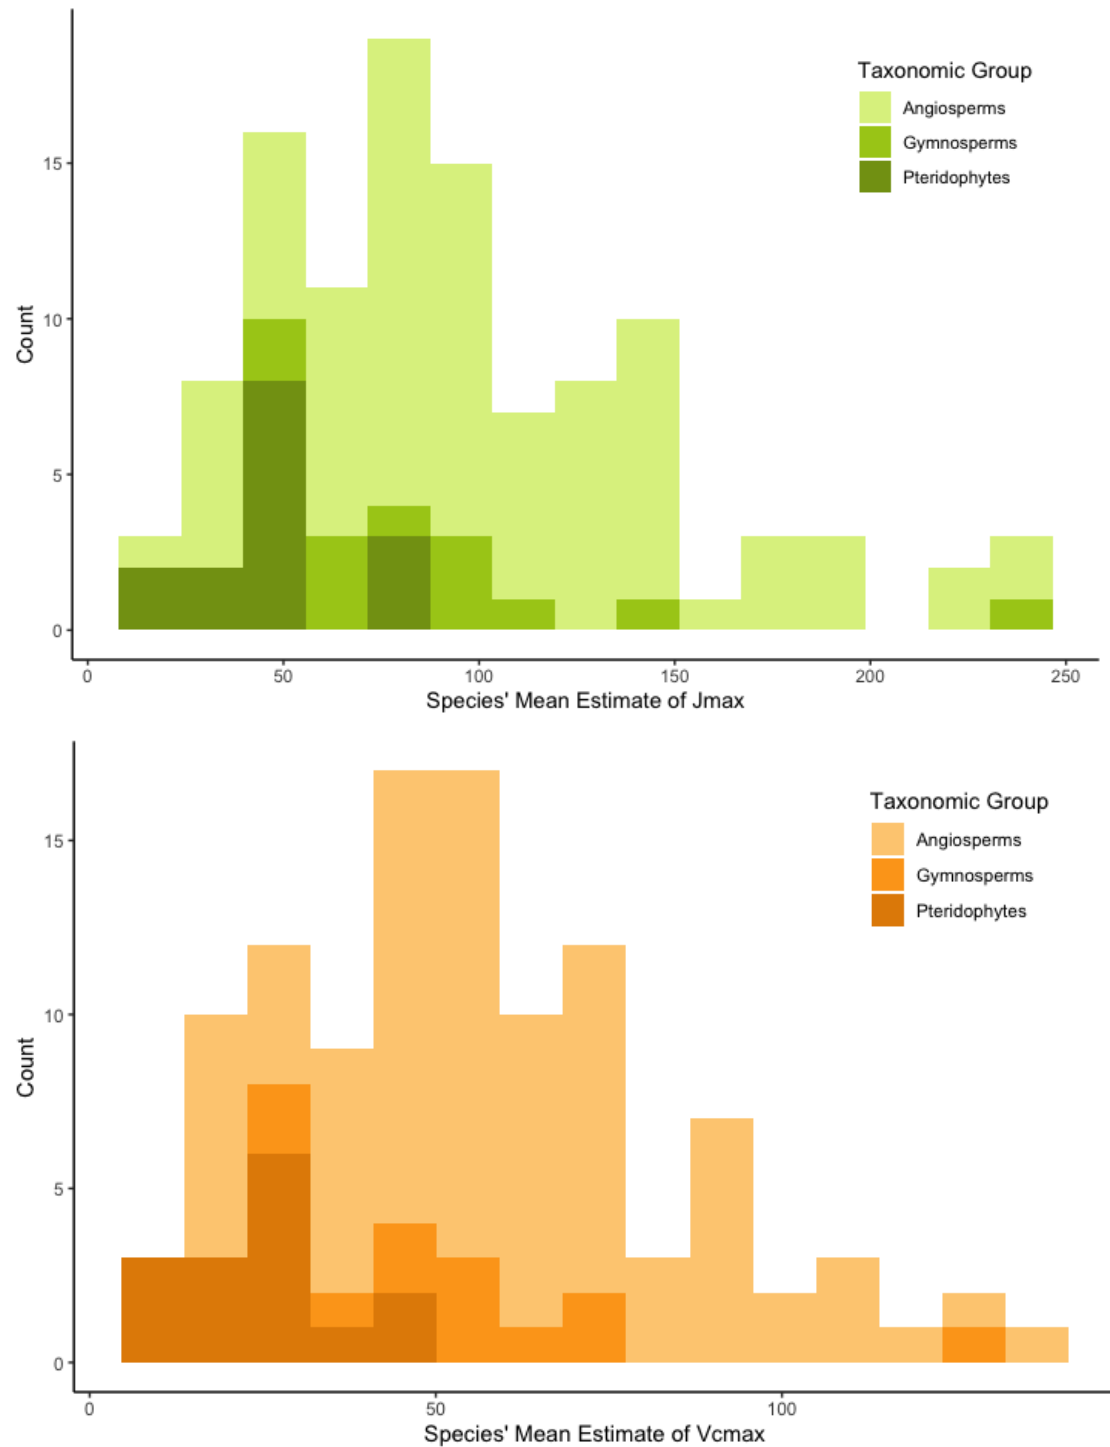 Taxonomic Group
Angiosperms
Gymnosperms
Pteridophytes
15
10
5
0
Count
0 50 100 150 200 250
Species' Mean Estimate of Jmax
Taxonomic Group
Angiosperms
Gymnosperms
Pteridophytes
15
10
5
0
Count
0 50 100
Species' Mean Estimate of Vcmax